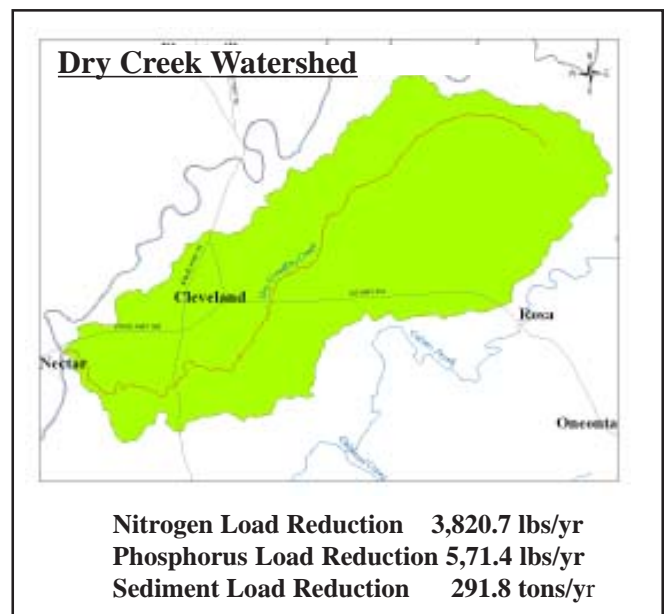 Dry Creek Watershed
Cleveland
Rosa
Nectar
Oneonta
Nitrogen Load Reduction 3,820.7 lbs/yr
Phosphorus Load Reduction 5,71.4 lbs/yr
Sediment Load Reduction 291.8 tons/yr